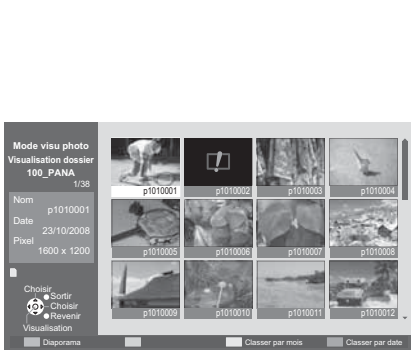 Mode visu photo
Visualisation dossier
100_PANA
1/38
Nom
p1010001
Date
23/10/2008
Pixel
1600 x 1200
Choisir
Sortir
Choisir
Revenir
Visualisation
p1010001 p1010002 p1010003 p1010004
p1010005 p1010006 p1010007 p1010008
p1010009 p1010010 p1010011 p1010012
Diaporama Classer par mois Classer par date